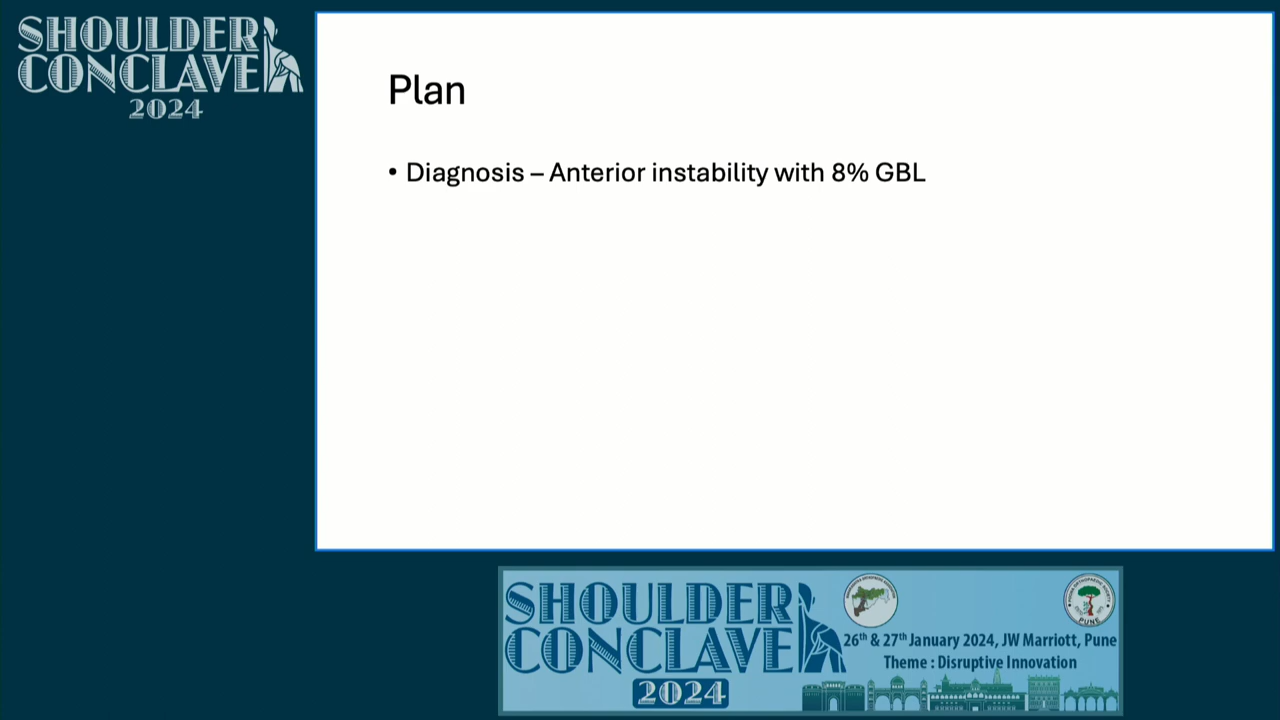 SHOULDER
CONCLAVE
2024
Plan
• Diagnosis – Anterior instability with 8% GBL
SHOULDER
CONCLAVE
2024
26th & 27th January 2024, JW Marriott, Pune
Theme : Disruptive Innovation
PUNE